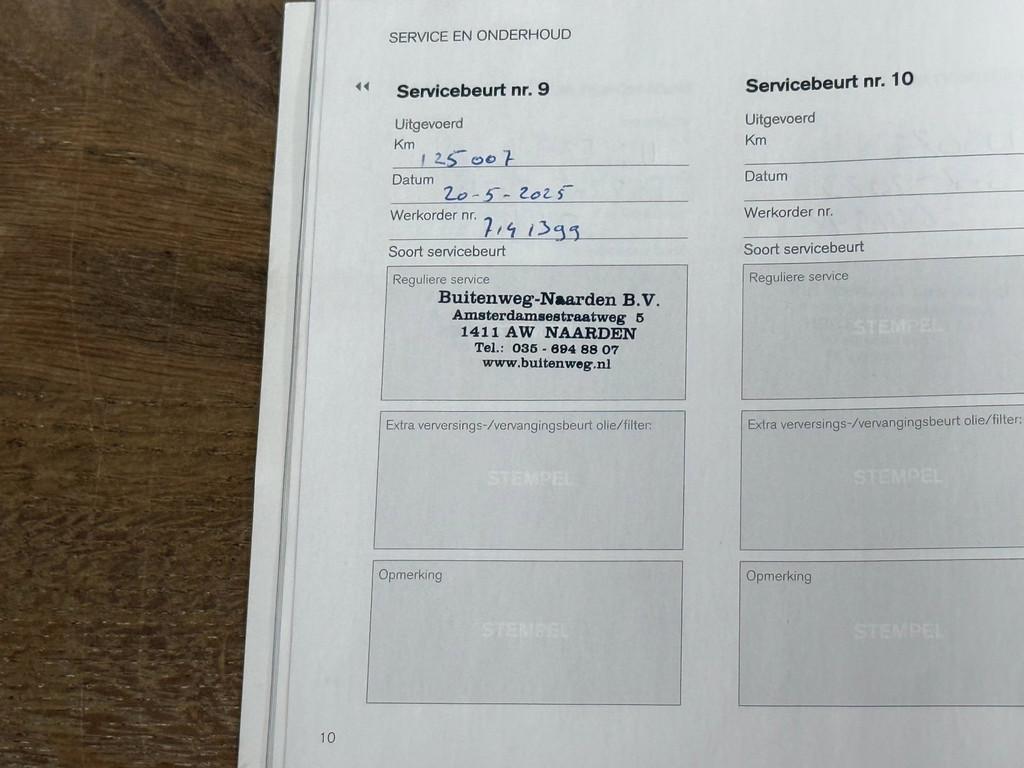 SERVICE EN ONDERHOUD
Servicebeurt nr. 9
Uitgevoerd
Km 125 007
Datum 20-5-2025
Werkorder nr. 7141399
Soort servicebeurt
Reguliere service
Buitenweg-Naarden B.V.
Amsterdamsestraatweg 5
1411 AW NAARDEN
Tel.: 035 - 694 88 07
www.buitenweg.nl
Extra verversings-/vervangingsbeurt olie/filter:
STEMPEL
Opmerking
STEMPEL
10
Servicebeurt nr. 10
Uitgevoerd
Km
Datum
Werkorder nr.
Soort servicebeurt
Reguliere service
STEMPEL
Extra verversings-/vervangingsbeurt olie/filter:
STEMPEL
Opmerking
STEMPEL